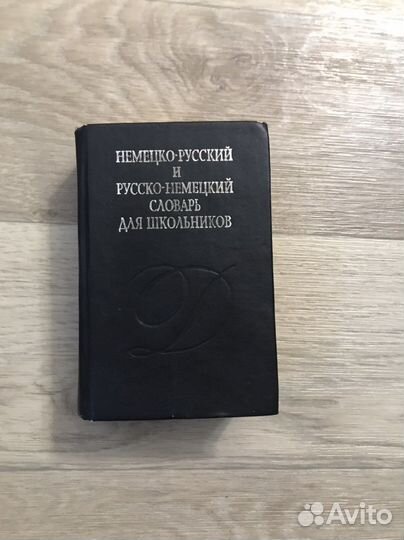 НЕМЕЦКО-РУССКИЙ
И
РУССКО-НЕМЕЦКИЙ
СЛОВАРЬ
ДЛЯ ШКОЛЬНИКОВ
Д
Avito